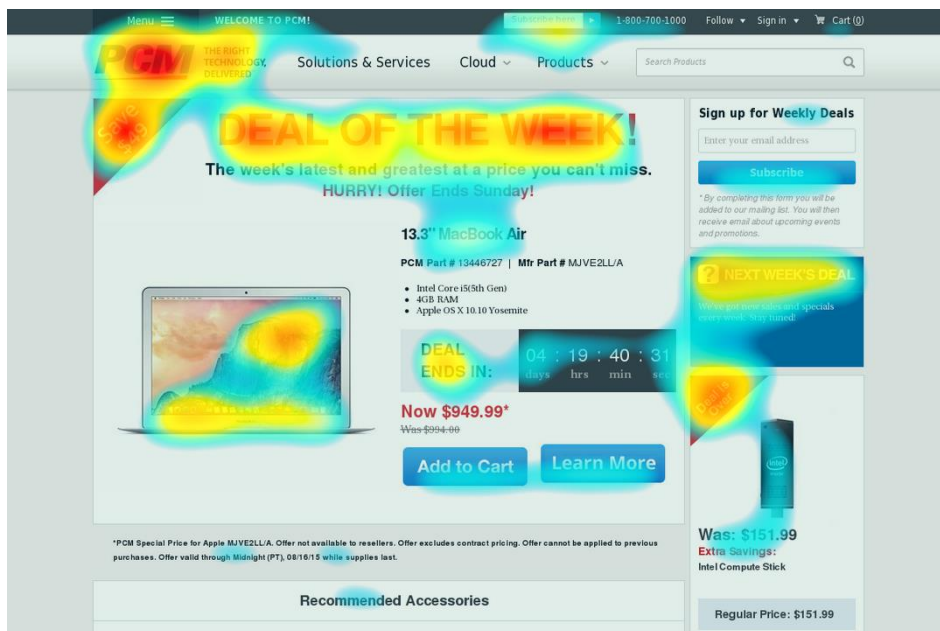 Menu
WELCOME TO PCM!
Subscribe here
1-800-700-1000
Follow
Sign in
Cart (0)
PCM
THE RIGHT
TECHNOLOGY,
DELIVERED
Solutions & Services
Cloud
Products
Search Products
Save
DEAL OF THE WEEK!
The week's latest and greatest at a price you can't miss.
HURRY! Offer Ends Sunday!
13.3" MacBook Air
PCM Part # 13446727 | Mfr Part # MJVE2LL/A
Intel Core i5(5th Gen)
4GB RAM
Apple OS X 10.10 Yosemite
DEAL
ENDS IN:
04 : 19 : 40 : 31
days hrs min sec
Now $949.99*
Was $994.00
Add to Cart
Learn More
*PCM Special Price for Apple MJVE2LL/A. Offer not available to resellers. Offer excludes contract pricing. Offer cannot be applied to previous
purchases. Offer valid through Midnight (PT), 08/16/15 while supplies last.
Recommended Accessories
Sign up for Weekly Deals
Enter your email address
Subscribe
* By completing this form you will be
added to our mailing list. You will then
receive email about upcoming events
and promotions.
? NEXT WEEK'S DEAL
We've got new sales and specials
every week. Stay tuned!
Deal Is
Over
intel
Was: $151.99
Extra Savings:
Intel Compute Stick
Regular Price: $151.99